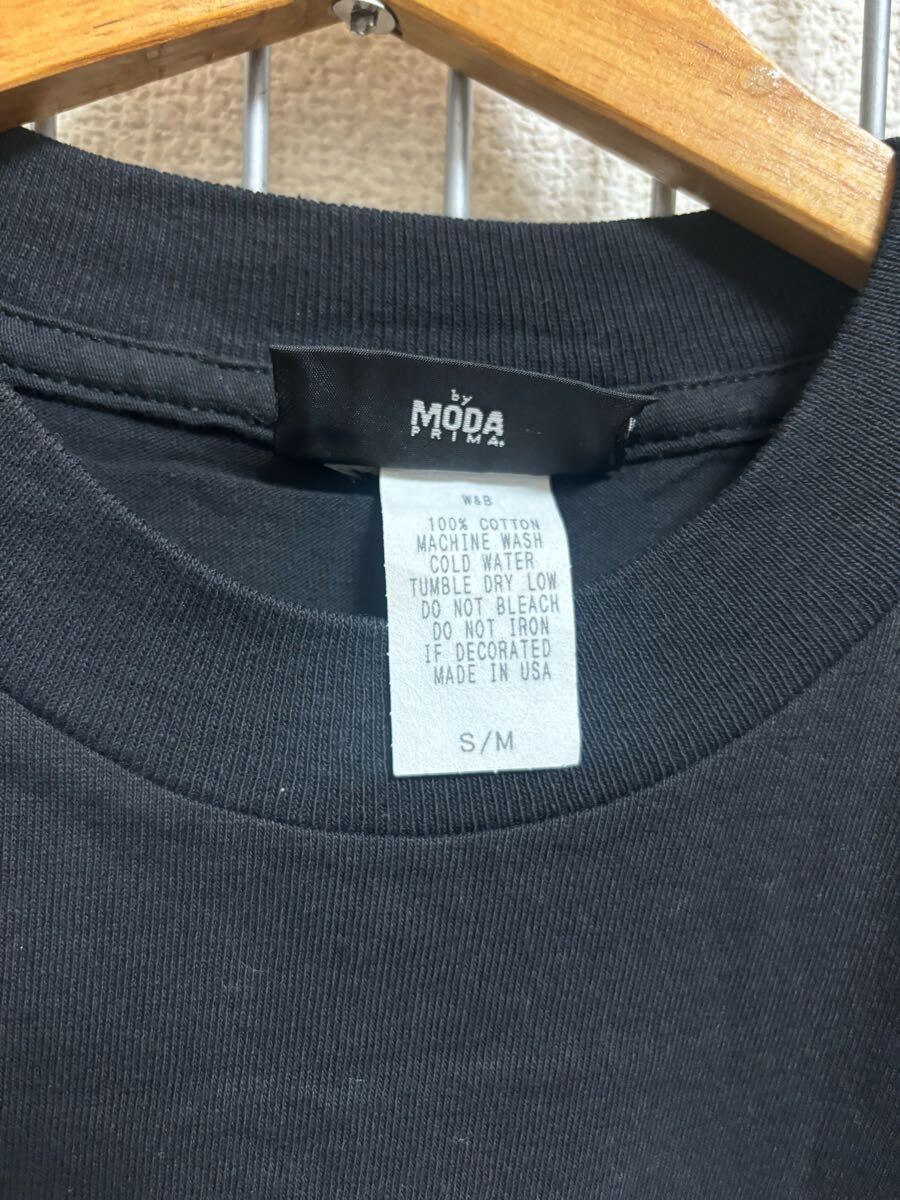 by
MODA
PRIMA®
W&B
100% COTTON
MACHINE WASH
COLD WATER
TUMBLE DRY LOW
DO NOT BLEACH
DO NOT IRON
IF DECORATED
MADE IN USA
S/M